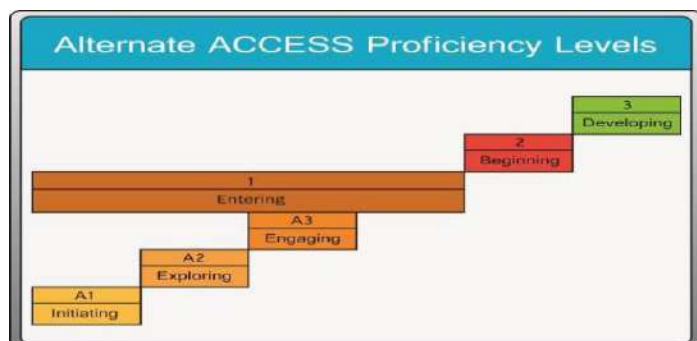 Alternate ACCESS Proficiency Levels
3
Developing
2
Beginning
1
Entering
A3
Engaging
A2
Exploring
A1
Initiating